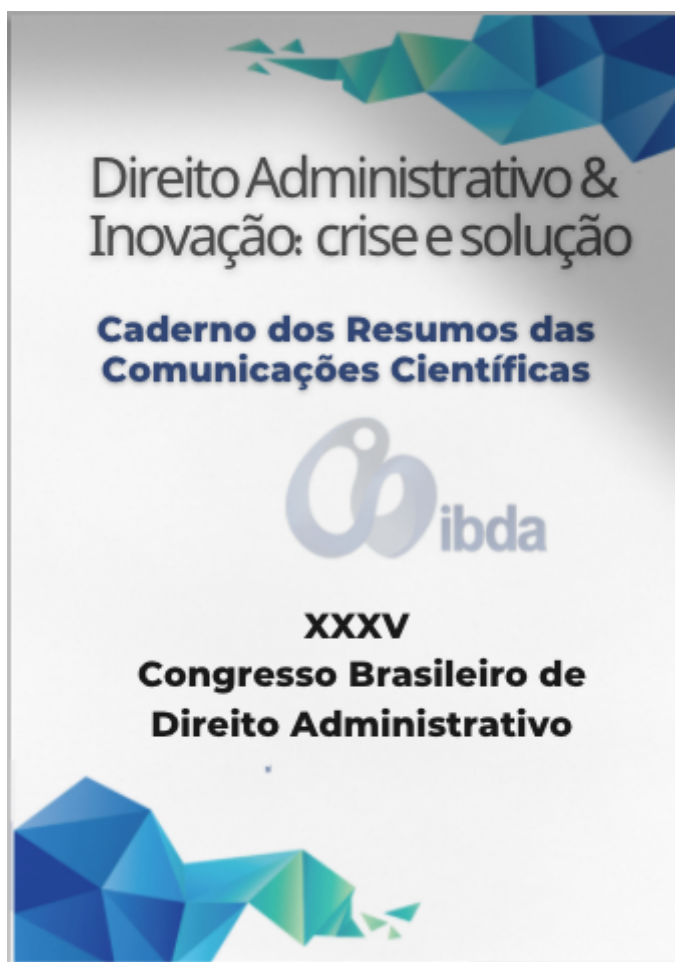 Direito Administrativo &
Inovação: crise e solução
Caderno dos Resumos das
Comunicações Científicas
ibda
XXXV
Congresso Brasileiro de
Direito Administrativo